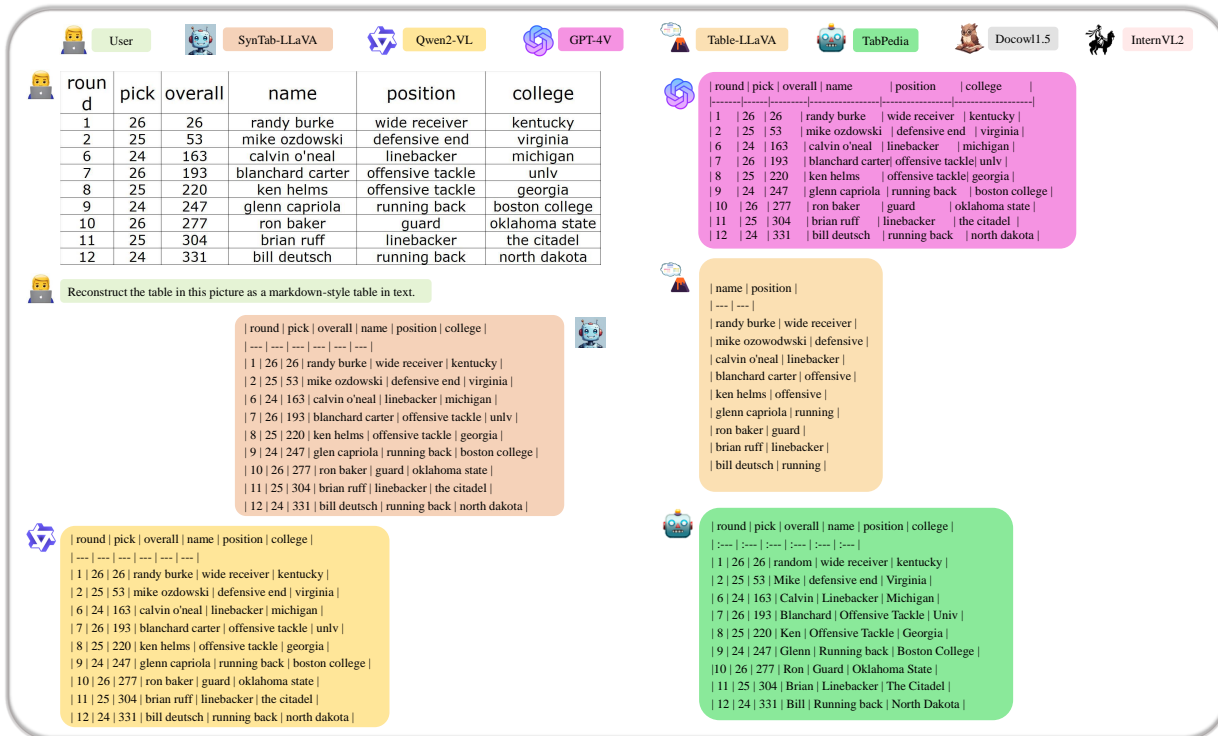 User
SynTab-LLaVA
Qwen2-VL
GPT-4V
Table-LLaVA
TabPedia
Docowl1.5
InternVL2
roun
d pick overall name position college
1 26 26 randy burke wide receiver kentucky
2 25 53 mike ozdowski defensive end virginia
6 24 163 calvin o'neal linebacker michigan
7 26 193 blanchard carter offensive tackle unlv
8 25 220 ken helms offensive tackle georgia
9 24 247 glenn capriola running back boston college
10 26 277 ron baker guard oklahoma state
11 25 304 brian ruff linebacker the citadel
12 24 331 bill deutsch running back north dakota
Reconstruct the table in this picture as a markdown-style table in text.
| round | pick | overall | name | position | college |
| --- | --- | --- | --- | --- | --- |
| 1 | 26 | 26 | randy burke | wide receiver | kentucky |
| 2 | 25 | 53 | mike ozdowski | defensive end | virginia |
| 6 | 24 | 163 | calvin o'neal | linebacker | michigan |
| 7 | 26 | 193 | blanchard carter | offensive tackle | unlv |
| 8 | 25 | 220 | ken helms | offensive tackle | georgia |
| 9 | 24 | 247 | glen capriola | running back | boston college |
| 10 | 26 | 277 | ron baker | guard | oklahoma state |
| 11 | 25 | 304 | brian ruff | linebacker | the citadel |
| 12 | 24 | 331 | bill deutsch | running back | north dakota |
| round | pick | overall | name | position | college |
| --- | --- | --- | --- | --- | --- |
| 1 | 26 | 26 | randy burke | wide receiver | kentucky |
| 2 | 25 | 53 | mike ozdowski | defensive end | virginia |
| 6 | 24 | 163 | calvin o'neal | linebacker | michigan |
| 7 | 26 | 193 | blanchard carter | offensive tackle | unlv |
| 8 | 25 | 220 | ken helms | offensive tackle | georgia |
| 9 | 24 | 247 | glenn capriola | running back | boston college |
| 10 | 26 | 277 | ron baker | guard | oklahoma state |
| 11 | 25 | 304 | brian ruff | linebacker | the citadel |
| 12 | 24 | 331 | bill deutsch | running back | north dakota |
| round | pick | overall | name | position | college |
|-------|------|---------|------------------|------------------|-------------------|
| 1 | 26 | 26 | randy burke | wide receiver | kentucky |
| 2 | 25 | 53 | mike ozdowski | defensive end | virginia |
| 6 | 24 | 163 | calvin o'neal | linebacker | michigan |
| 7 | 26 | 193 | blanchard carter| offensive tackle| unlv |
| 8 | 25 | 220 | ken helms | offensive tackle| georgia |
| 9 | 24 | 247 | glenn capriola | running back | boston college |
| 10 | 26 | 277 | ron baker | guard | oklahoma state |
| 11 | 25 | 304 | brian ruff | linebacker | the citadel |
| 12 | 24 | 331 | bill deutsch | running back | north dakota |
| name | position |
| --- | --- |
| randy burke | wide receiver |
| mike ozowodwski | defensive |
| calvin o'neal | linebacker |
| blanchard carter | offensive |
| ken helms | offensive |
| glenn capriola | running |
| ron baker | guard |
| brian ruff | linebacker |
| bill deutsch | running |
| round | pick | overall | name | position | college |
| :--- | :--- | :--- | :--- | :--- | :--- |
| 1 | 26 | 26 | random | wide receiver | kentucky |
| 2 | 25 | 53 | Mike | defensive end | Virginia |
| 6 | 24 | 163 | Calvin | Linebacker | Michigan |
| 7 | 26 | 193 | Blanchard | Offensive Tackle | Univ |
| 8 | 25 | 220 | Ken | Offensive Tackle | Georgia |
| 9 | 24 | 247 | Glenn | Running back | Boston College |
|10 | 26 | 277 | Ron | Guard | Oklahoma State |
| 11 | 25 | 304 | Brian | Linebacker | The Citadel |
| 12 | 24 | 331 | Bill | Running back | North Dakota |